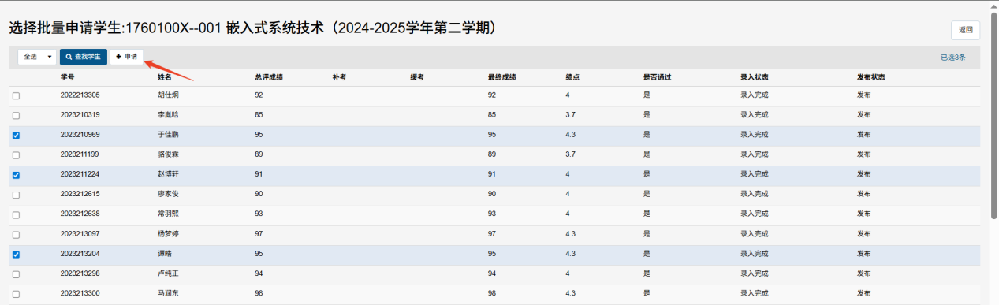 选择批量申请学生:1760100X--001 嵌入式系统技术（2024-2025学年第二学期）
返回
全选 查找学生 申请 已选3条
学号 姓名 总评成绩 补考 缓考 最终成绩 绩点 是否通过 录入状态 发布状态
2022213305 胡仕炯 92 92 4 是 录入完成 发布
2023210319 李胤晗 85 85 3.7 是 录入完成 发布
2023210969 于佳鹏 95 95 4.3 是 录入完成 发布
2023211199 骆俊霖 89 89 3.7 是 录入完成 发布
2023211224 赵博轩 91 91 4 是 录入完成 发布
2023212615 廖家俊 90 90 4 是 录入完成 发布
2023212638 常羽熙 93 93 4 是 录入完成 发布
2023213097 杨梦婷 97 97 4.3 是 录入完成 发布
2023213204 谭皓 95 95 4.3 是 录入完成 发布
2023213298 卢纯正 94 94 4 是 录入完成 发布
2023213300 马润东 98 98 4.3 是 录入完成 发布